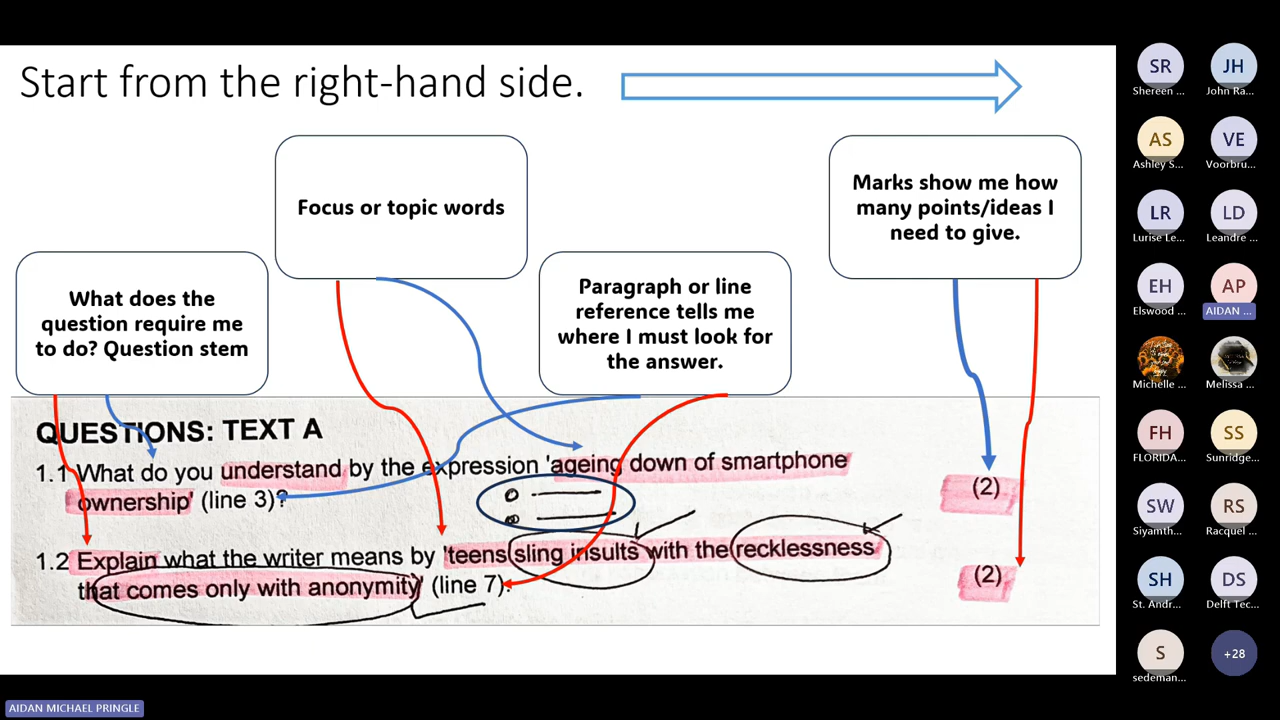 Start from the right-hand side.
Focus or topic words
Marks show me how
many points/ideas I
need to give.
What does the
question require me
to do? Question stem
Paragraph or line
reference tells me
where I must look for
the answer.
QUESTIONS: TEXT A
1.1 What do you understand by the expression 'ageing down of smartphone
ownership' (line 3)?
(2)
1.2 Explain what the writer means by 'teens sling insults with the recklessness
that comes only with anonymity' (line 7).
(2)
SR
Shereen ...
JH
John Ra...
AS
Ashley S...
VE
Voorbru...
LR
Lurise Le...
LD
Leandre ...
EH
Elswood ...
AP
AIDAN ...
Michelle ...
Melissa ...
FH
FLORIDA...
SS
Sunridge...
SW
Siyamth...
RS
Racquel ...
SH
St. Andr...
DS
Delft Tec...
S
sedeman...
+28
AIDAN MICHAEL PRINGLE